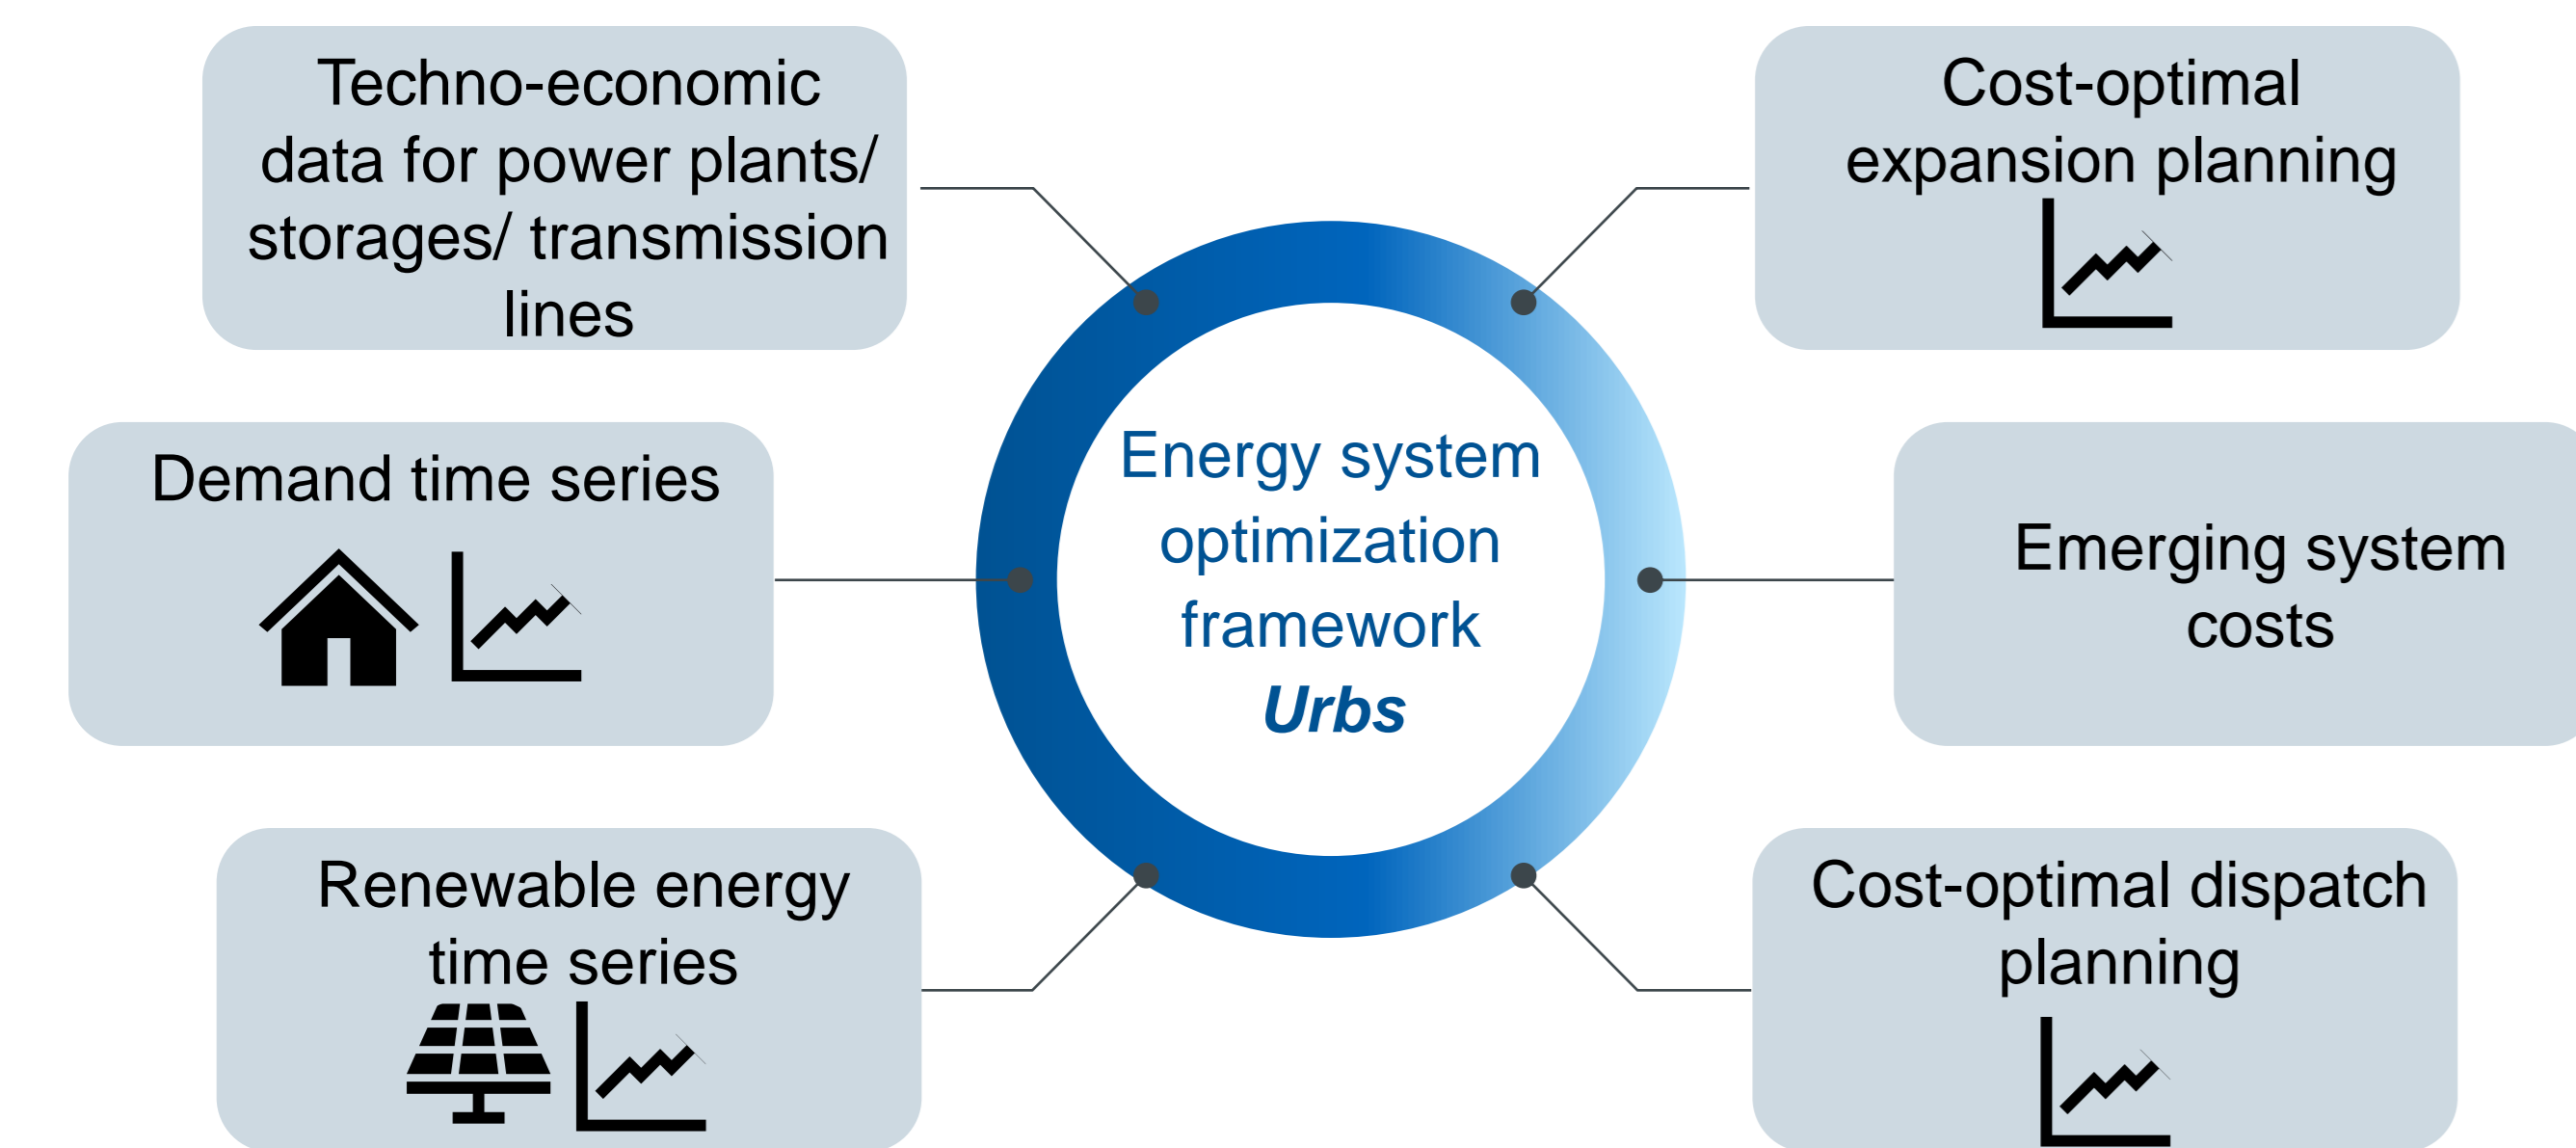 Techno-economic
data for power plants/
storages/ transmission
lines
Demand time series
Renewable energy
time series
Energy system
optimization
framework
Urbs
Cost-optimal
expansion planning
Emerging system
costs
Cost-optimal dispatch
planning